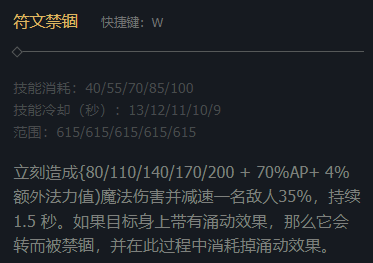 符文禁锢 快捷键：W
技能消耗：40/55/70/85/100
技能冷却（秒）：13/12/11/10/9
范围：615/615/615/615/615
立刻造成{80/110/140/170/200 + 70%AP+ 4%
额外法力值)魔法伤害并减速一名敌人35%，持续
1.5 秒。如果目标身上带有涌动效果，那么它会
转而被禁锢，并在此过程中消耗掉涌动效果。